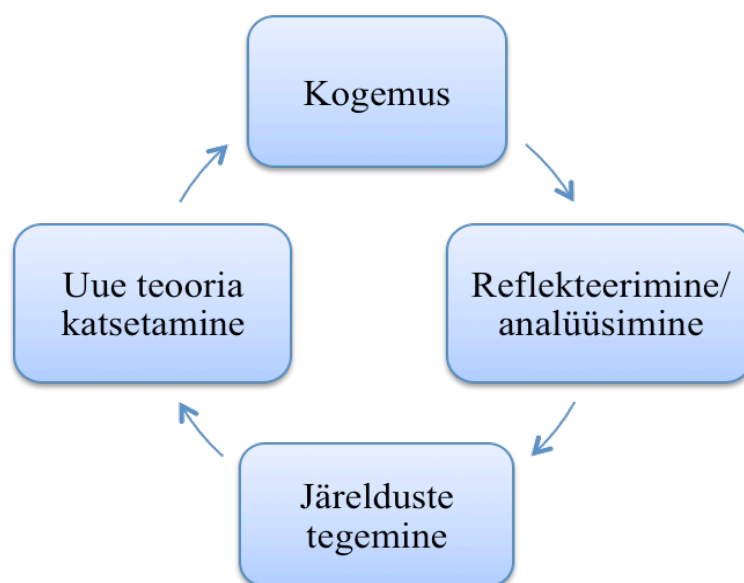 Kogemus
Reflekteerimine/
analüüsimine
Järelduste
tegemine
Uue teooria
katsetamine